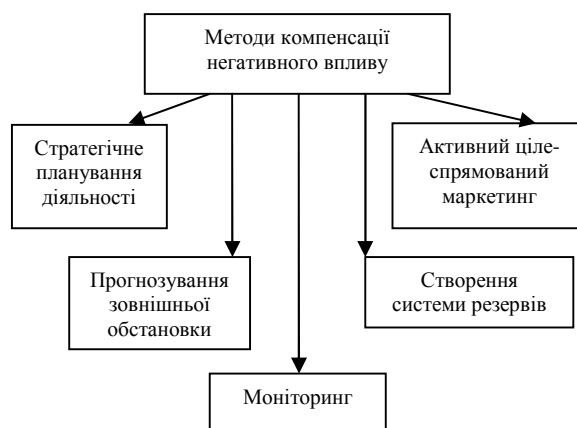 Методи компенсації
негативного впливу
Стратегічне
планування
діяльності
Активний ціле-
спрямований
маркетинг
Прогнозування
зовнішньої
обстановки
Створення
системи резервів
Моніторинг